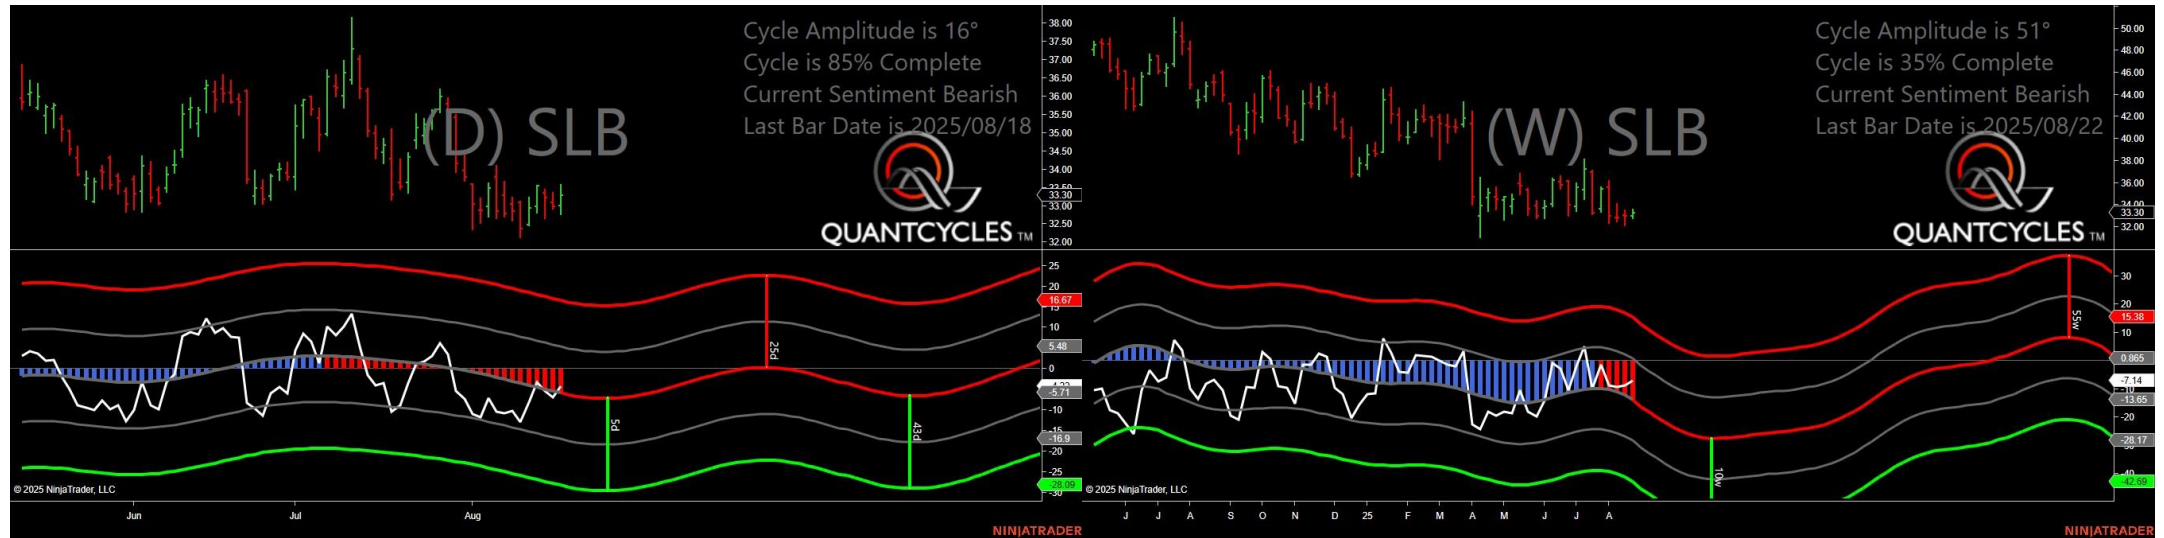 Cycle Amplitude is 16°
Cycle is 85% Complete
Current Sentiment Bearish
Last Bar Date is 2025/08/18
(D) SLB
QUANTCYCLES TM
38.00
37.50
37.00
36.50
36.00
35.50
35.00
34.50
34.00
33.50
33.30
33.00
32.50
32.00
25
20
16.67
15
10
5.48
0
-5.71
-10
-16.9
-20
-25
-28.09
-30
25d
5d
43d
© 2025 NinjaTrader, LLC
Jun
Jul
Aug
NINJATRADER
Cycle Amplitude is 51°
Cycle is 35% Complete
Current Sentiment Bearish
Last Bar Date is 2025/08/22
(W) SLB
QUANTCYCLES TM
50.00
48.00
46.00
44.00
42.00
40.00
38.00
36.00
34.00
33.30
32.00
30
20
15.38
10
0.865
-7.14
-10
-13.65
-20
-28.17
-40
-42.69
55w
10w
© 2025 NinjaTrader, LLC
J
J
A
S
O
N
D
25
F
M
A
M
J
J
A
NINJATRADER